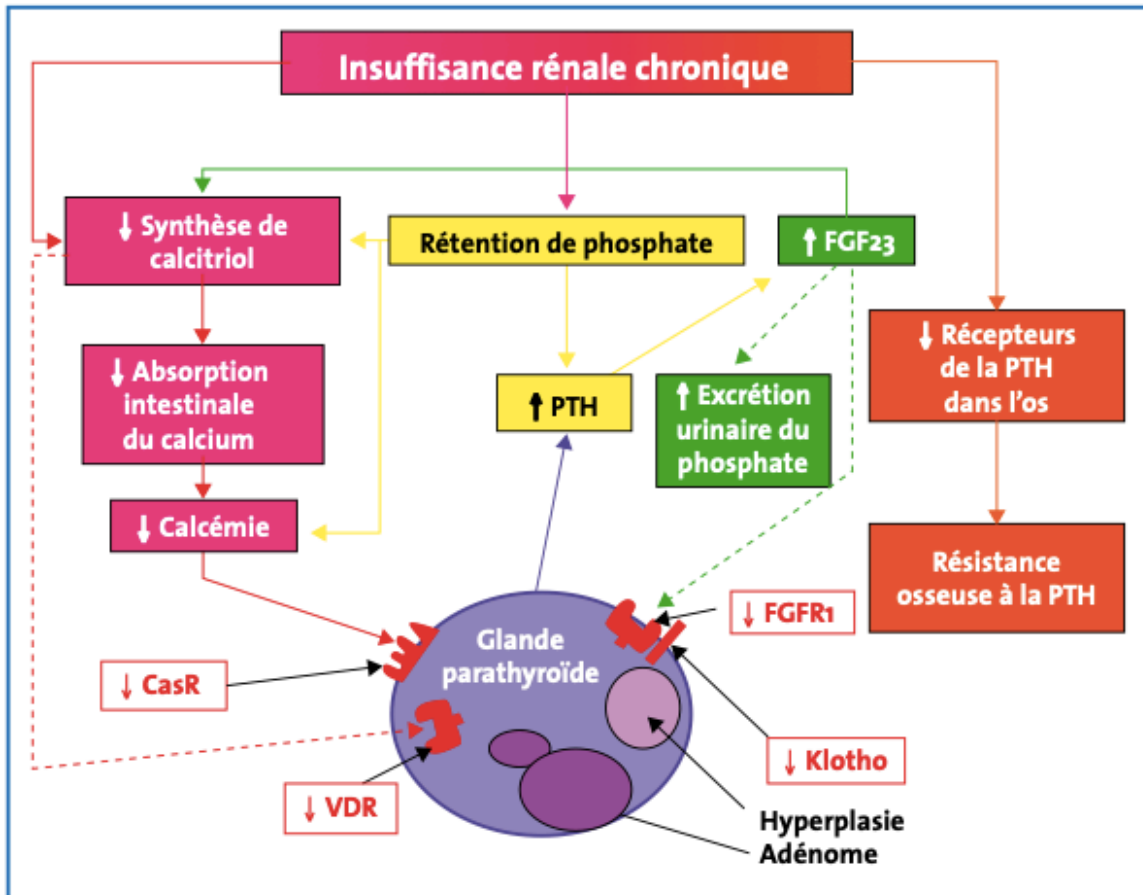 Insuffisance rénale chronique
↓ Synthèse de
calcitriol
Rétention de phosphate
↑ FGF23
↓ Récepteurs
de la PTH
dans l'os
↓ Absorption
intestinale
du calcium
↑ PTH
↑ Excrétion
urinaire du
phosphate
↓ Calcémie
Résistance
osseuse à la PTH
↓ FGFR1
Glande
parathyroïde
↓ CasR
↓ Klotho
↓ VDR
Hyperplasie
Adénome